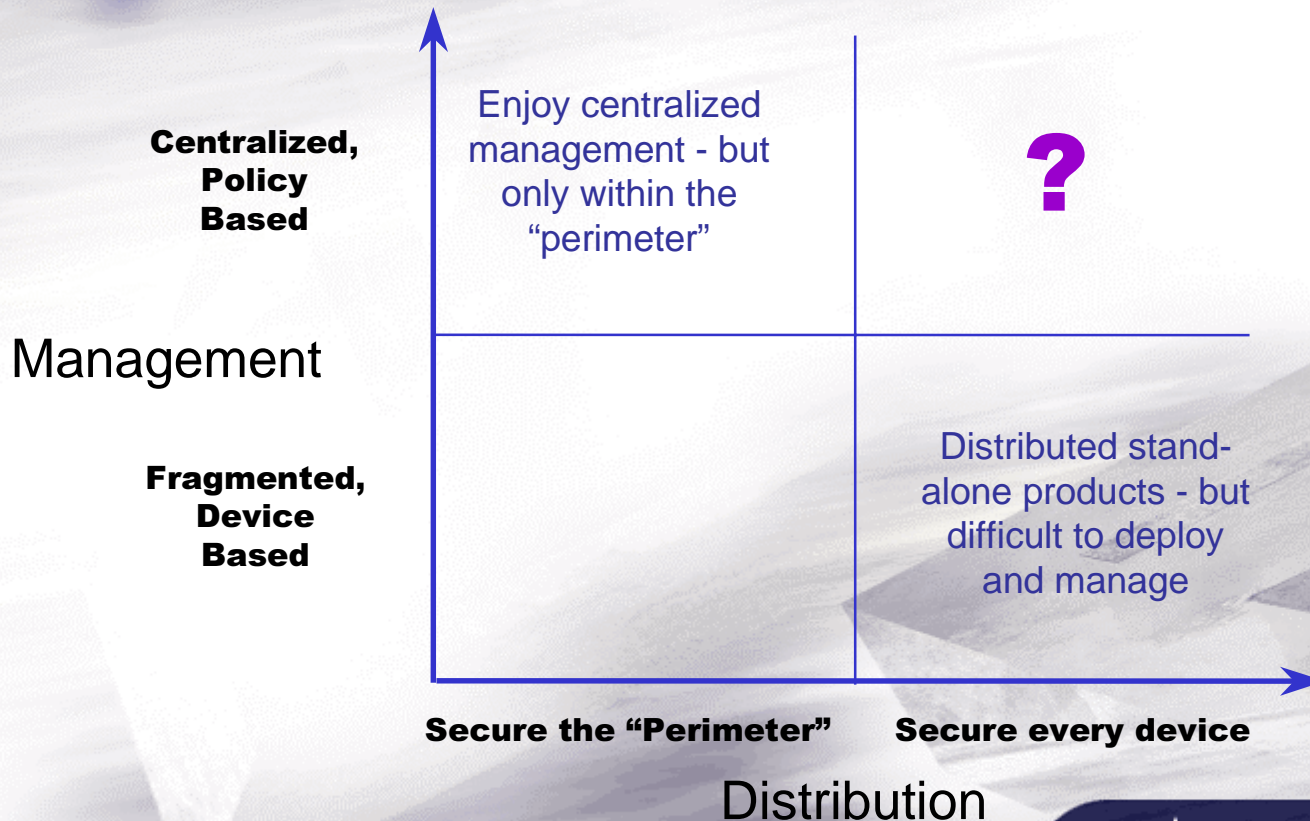 Enjoy centralized
management - but
only within the
“perimeter”
?
Centralized,
Policy
Based
Management
Fragmented,
Device
Based
Distributed stand-
alone products - but
difficult to deploy
and manage
Secure the “Perimeter”
Secure every device
Distribution